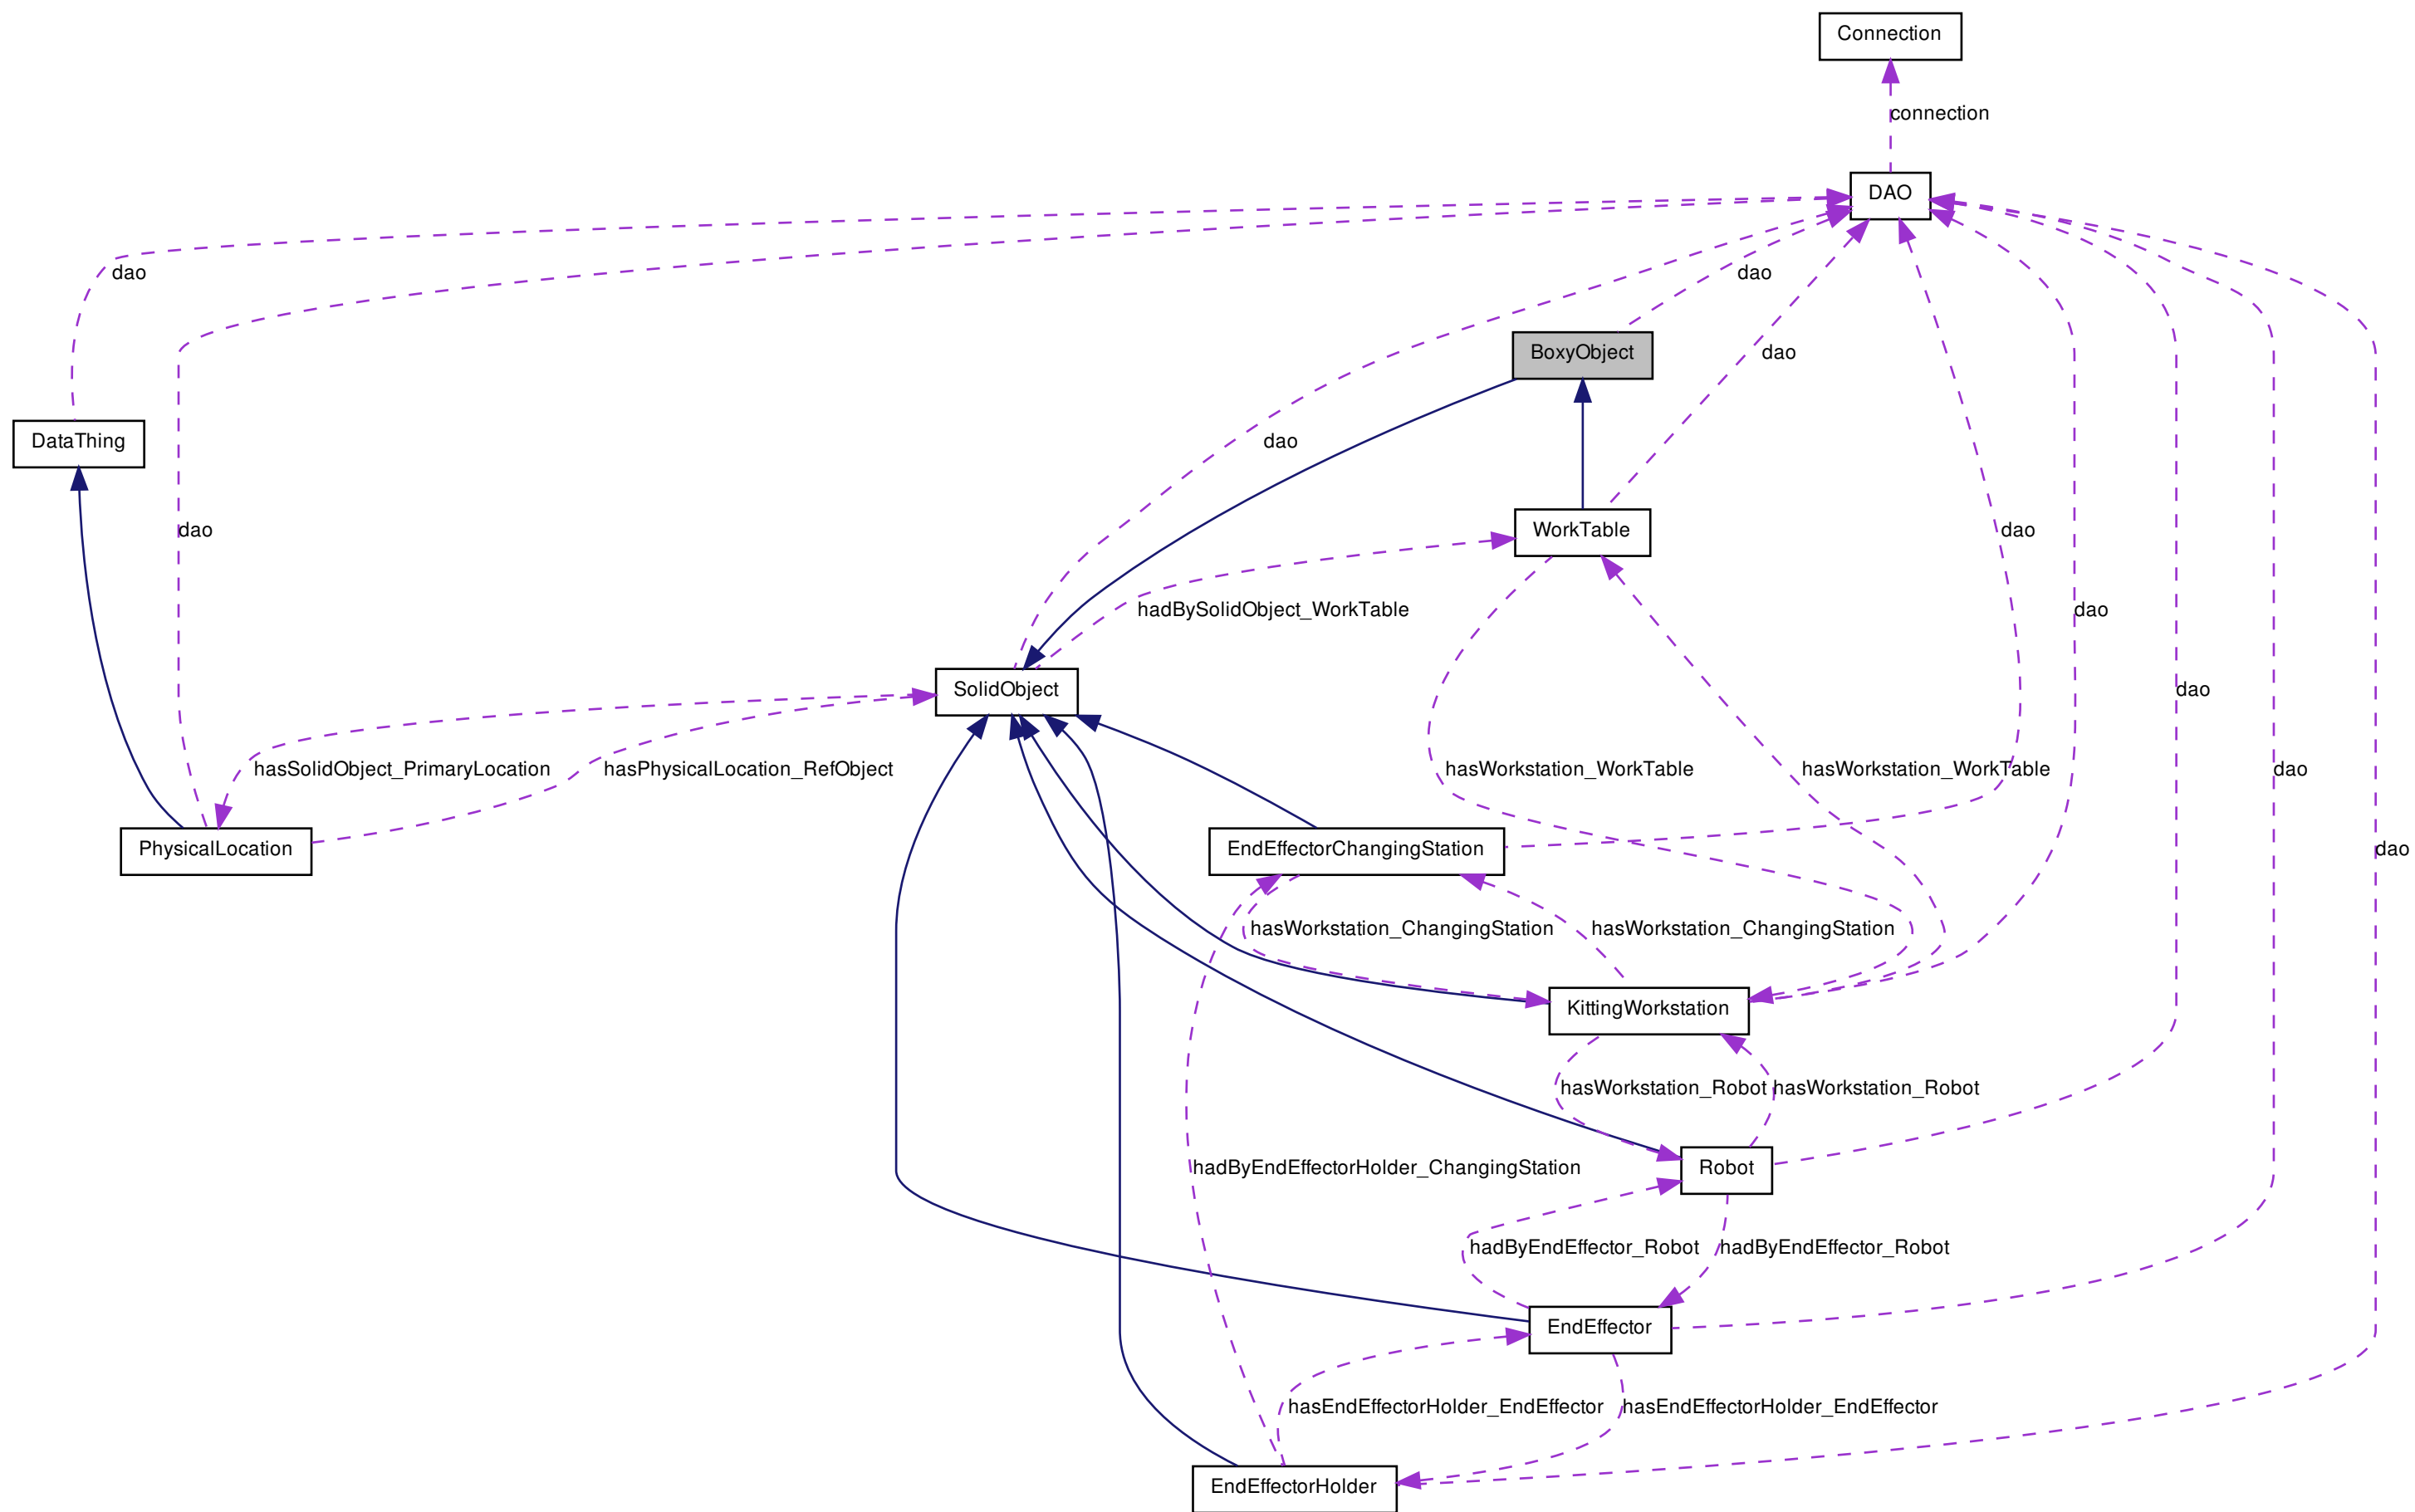 Connection
connection
DAO
dao
dao
BoxyObject
dao
DataThing
dao
dao
WorkTable
dao
hadBySolidObject_WorkTable
dao
SolidObject
dao
hasSolidObject_PrimaryLocation
hasPhysicalLocation_RefObject
hasWorkstation_WorkTable
hasWorkstation_WorkTable
dao
PhysicalLocation
EndEffectorChangingStation
dao
hasWorkstation_ChangingStation
hasWorkstation_ChangingStation
KittingWorkstation
hasWorkstation_Robot
hasWorkstation_Robot
hadByEndEffectorHolder_ChangingStation
Robot
hadByEndEffector_Robot
hadByEndEffector_Robot
EndEffector
hasEndEffectorHolder_EndEffector
hasEndEffectorHolder_EndEffector
EndEffectorHolder